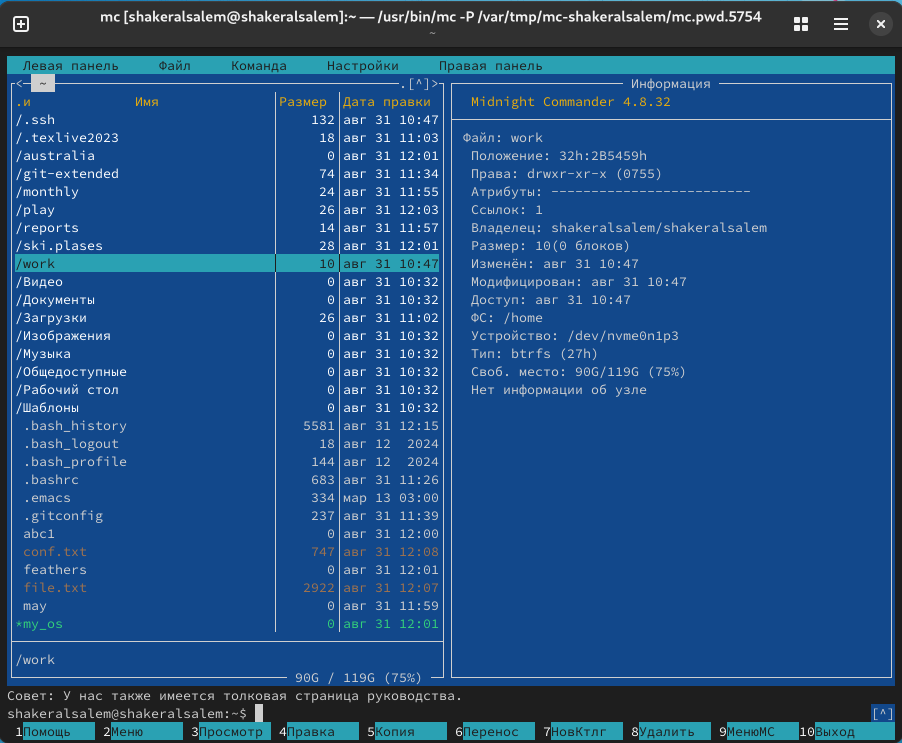 mc [shakeralsalem@shakeralsalem]:~ — /usr/bin/mc -P /var/tmp/mc-shakeralsalem/mc.pwd.5754
~
Левая панель Файл Команда Настройки Правая панель
<─ ~ .[^]>
.и Имя Размер Дата правки
/.ssh 132 авг 31 10:47
/.texlive2023 18 авг 31 11:03
/australia 0 авг 31 12:01
/git-extended 74 авг 31 11:34
/monthly 24 авг 31 11:55
/play 26 авг 31 12:03
/reports 14 авг 31 11:57
/ski.plases 28 авг 31 12:01
/work 10 авг 31 10:47
/Видео 0 авг 31 10:32
/Документы 0 авг 31 10:32
/Загрузки 26 авг 31 11:02
/Изображения 0 авг 31 10:32
/Музыка 0 авг 31 10:32
/Общедоступные 0 авг 31 10:32
/Рабочий стол 0 авг 31 10:32
/Шаблоны 0 авг 31 10:32
.bash_history 5581 авг 31 12:15
.bash_logout 18 авг 12 2024
.bash_profile 144 авг 12 2024
.bashrc 683 авг 31 11:26
.emacs 334 мар 13 03:00
.gitconfig 237 авг 31 11:39
abc1 0 авг 31 12:00
conf.txt 747 авг 31 12:08
feathers 0 авг 31 12:01
file.txt 2922 авг 31 12:07
may 0 авг 31 11:59
*my_os 0 авг 31 12:01
/work
90G / 119G (75%)
Информация
Midnight Commander 4.8.32
Файл: work
Положение: 32h:2B5459h
Права: drwxr-xr-x (0755)
Атрибуты: -------------------------
Ссылок: 1
Владелец: shakeralsalem/shakeralsalem
Размер: 10(0 блоков)
Изменён: авг 31 10:47
Модифицирован: авг 31 10:47
Доступ: авг 31 10:47
ФС: /home
Устройство: /dev/nvme0n1p3
Тип: btrfs (27h)
Своб. место: 90G/119G (75%)
Нет информации об узле
Совет: У нас также имеется толковая страница руководства.
shakeralsalem@shakeralsalem:~$ [^]
1Помощь 2Меню 3Просмотр 4Правка 5Копия 6Перенос 7НовКтлг 8Удалить 9МенюMC 10Выход